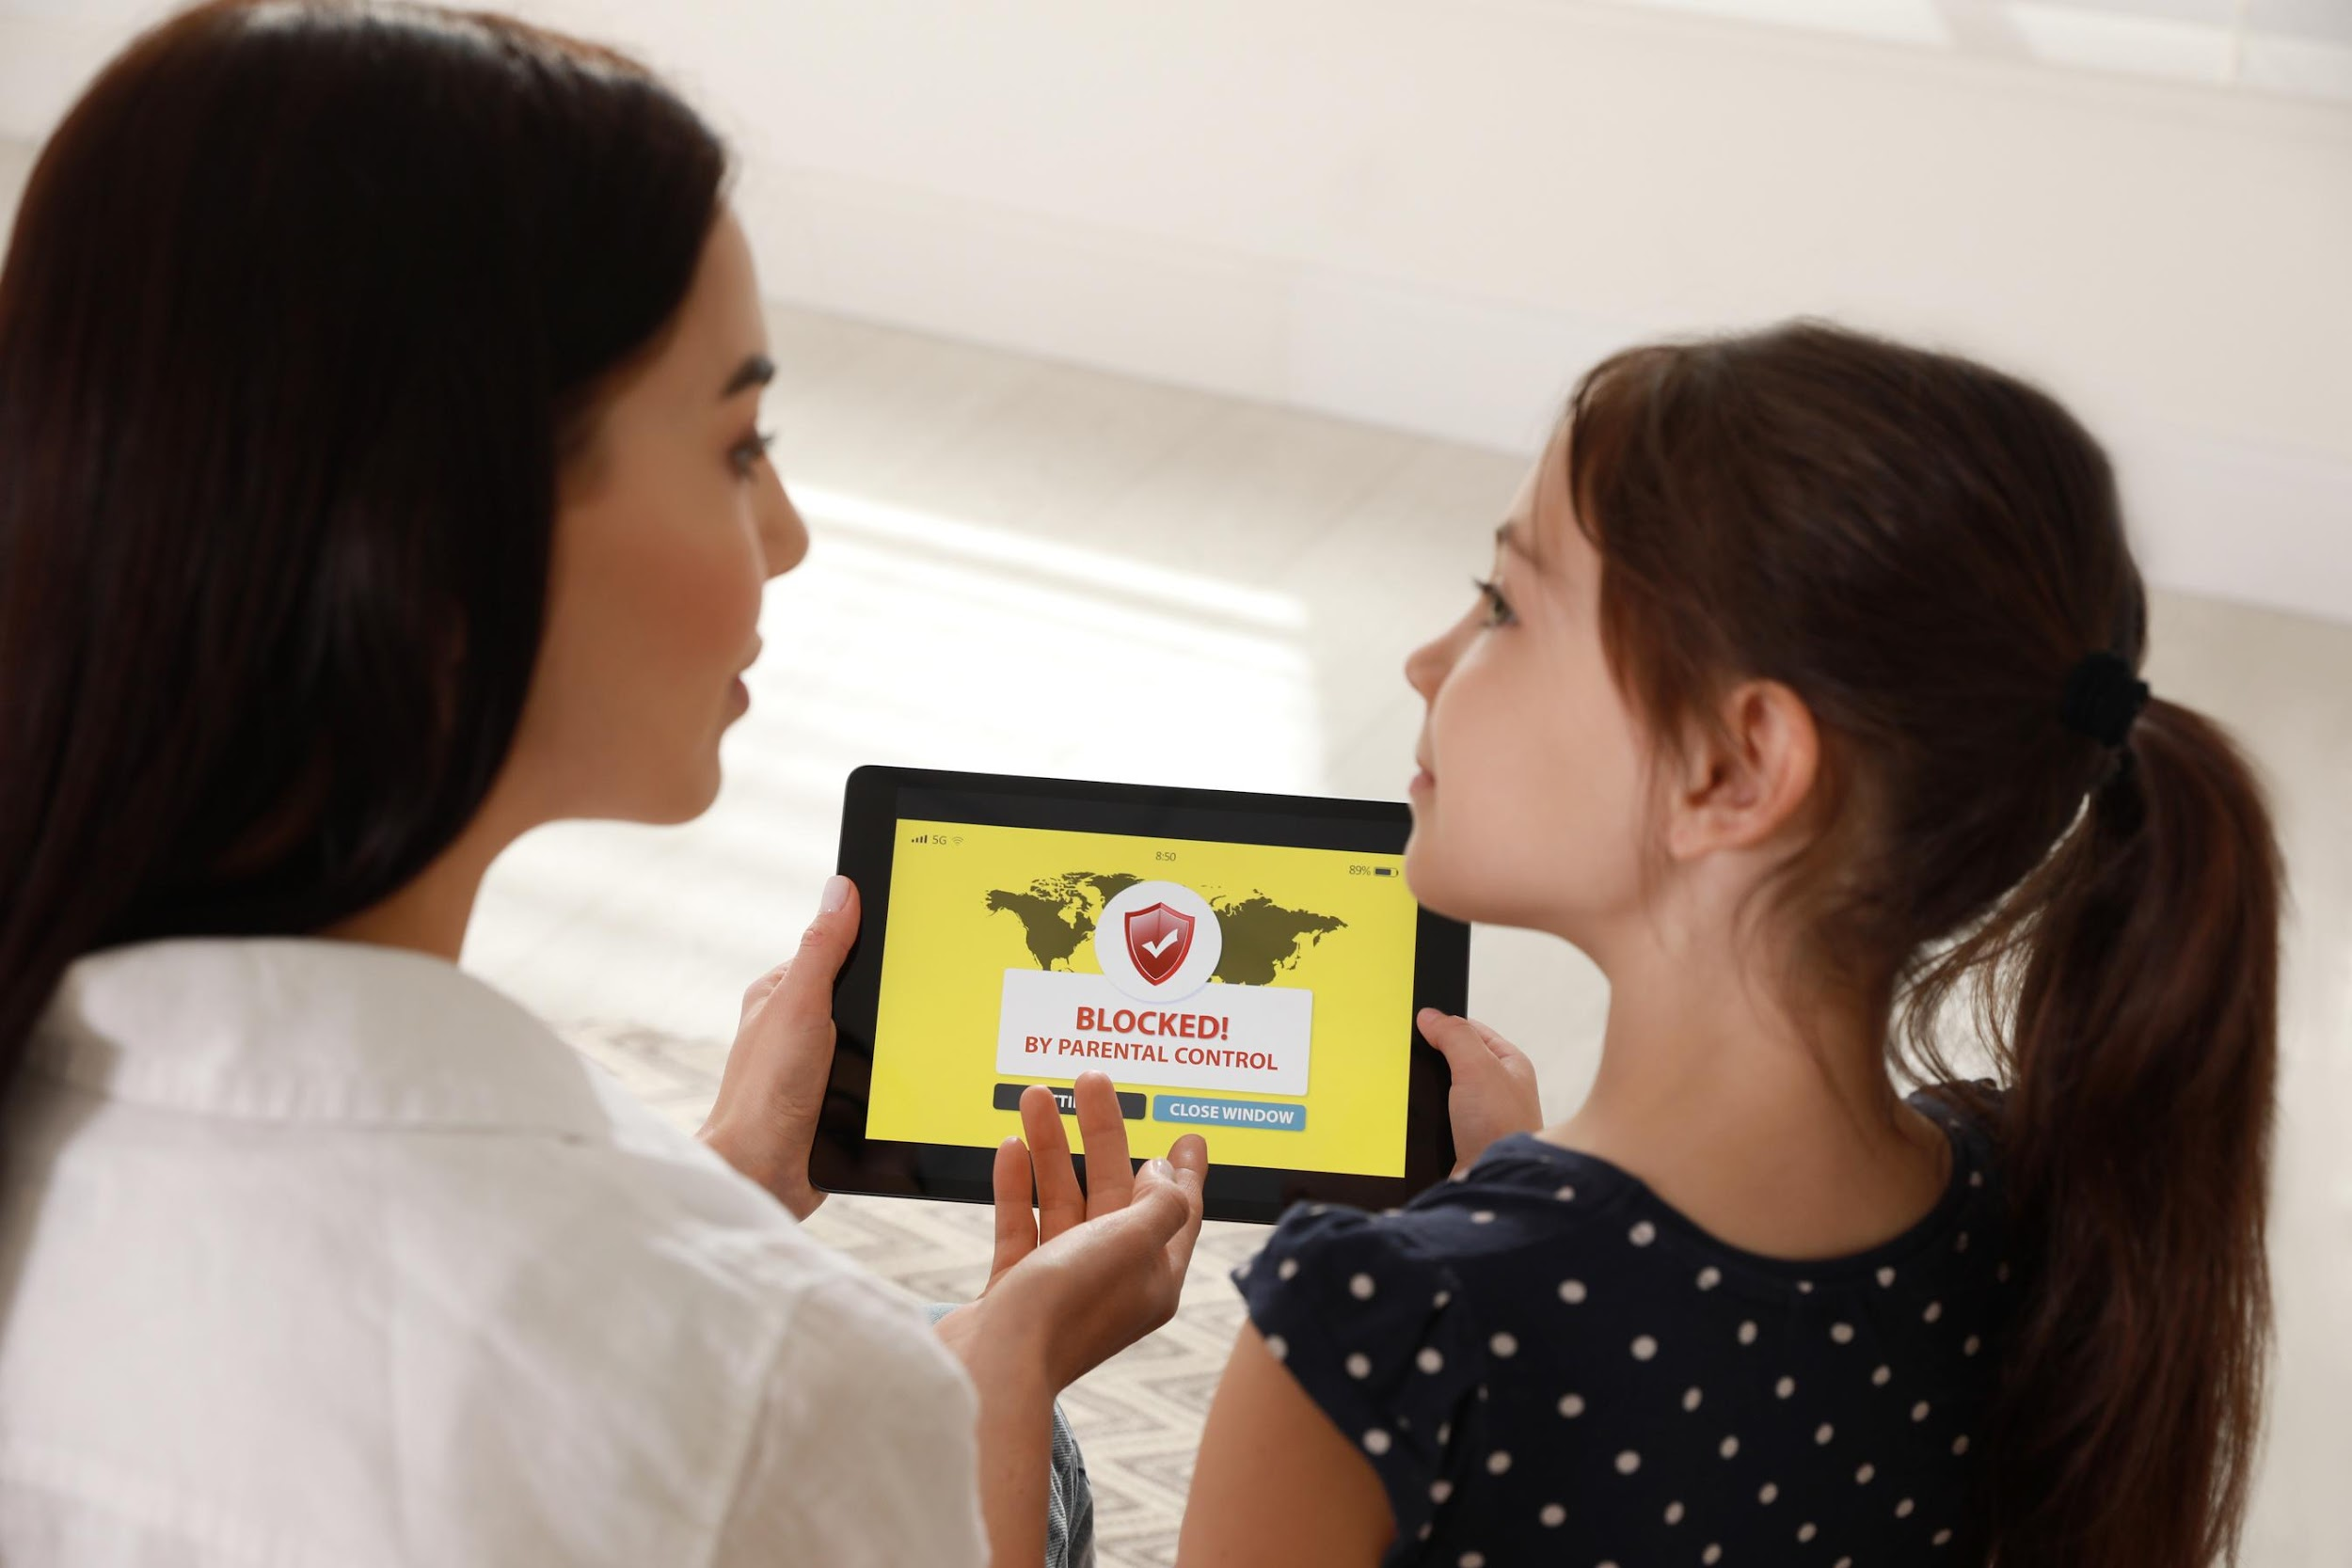 5G
8:50
89%
BLOCKED!
BY PARENTAL CONTROL
CLOSE WINDOW